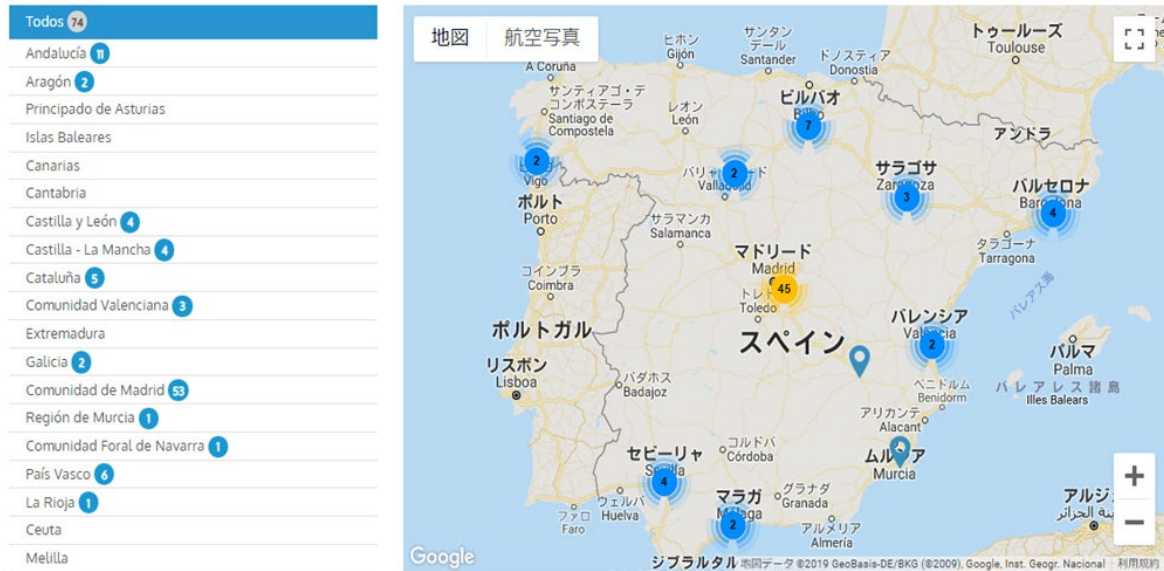 Todos 74
Andalucía 11
Aragón 2
Principado de Asturias
Islas Baleares
Canarias
Cantabria
Castilla y León 4
Castilla - La Mancha 4
Cataluña 5
Comunidad Valenciana 3
Extremadura
Galicia 2
Comunidad de Madrid 53
Región de Murcia 1
Comunidad Foral de Navarra 1
País Vasco 6
La Rioja 1
Ceuta
Melilla
地図
航空写真
A Coruña
ヒホン
Gijón
サンタン
デール
Santander
ドノスティア
Donostia
トゥールーズ
Toulouse
サンティアゴ・デ
コンポステーラ
Santiago de
Compostela
レオン
León
ビルバオ
7
アンドラ
2
Vigo
2
サラゴサ
Zaragoza
3
バルセロナ
Barcelona
4
ポルト
Porto
サラマンカ
Salamanca
タラゴーナ
Tarragona
マドリード
Madrid
45
コインブラ
Coimbra
Toledo
バレアス海
バレンシア
València
2
ポルトガル
スペイン
パルマ
Palma
リスボン
Lisboa
バダホス
Badajoz
ベニドルム
Benidorm
バレアレス諸島
Illes Balears
アリカンテ
Alacant
コルドバ
Córdoba
セビーリャ
Sevilla
4
Murcia
ウェルバ
Huelva
マラガ
Málaga
2
グラナダ
Granada
アルメリア
Almería
ファロ
Faro
アルジェ
+
−
Google
ジブラルタル
地図データ ©2019 GeoBasis-DE/BKG (©2009), Google, Inst. Geogr. Nacional
利用規約